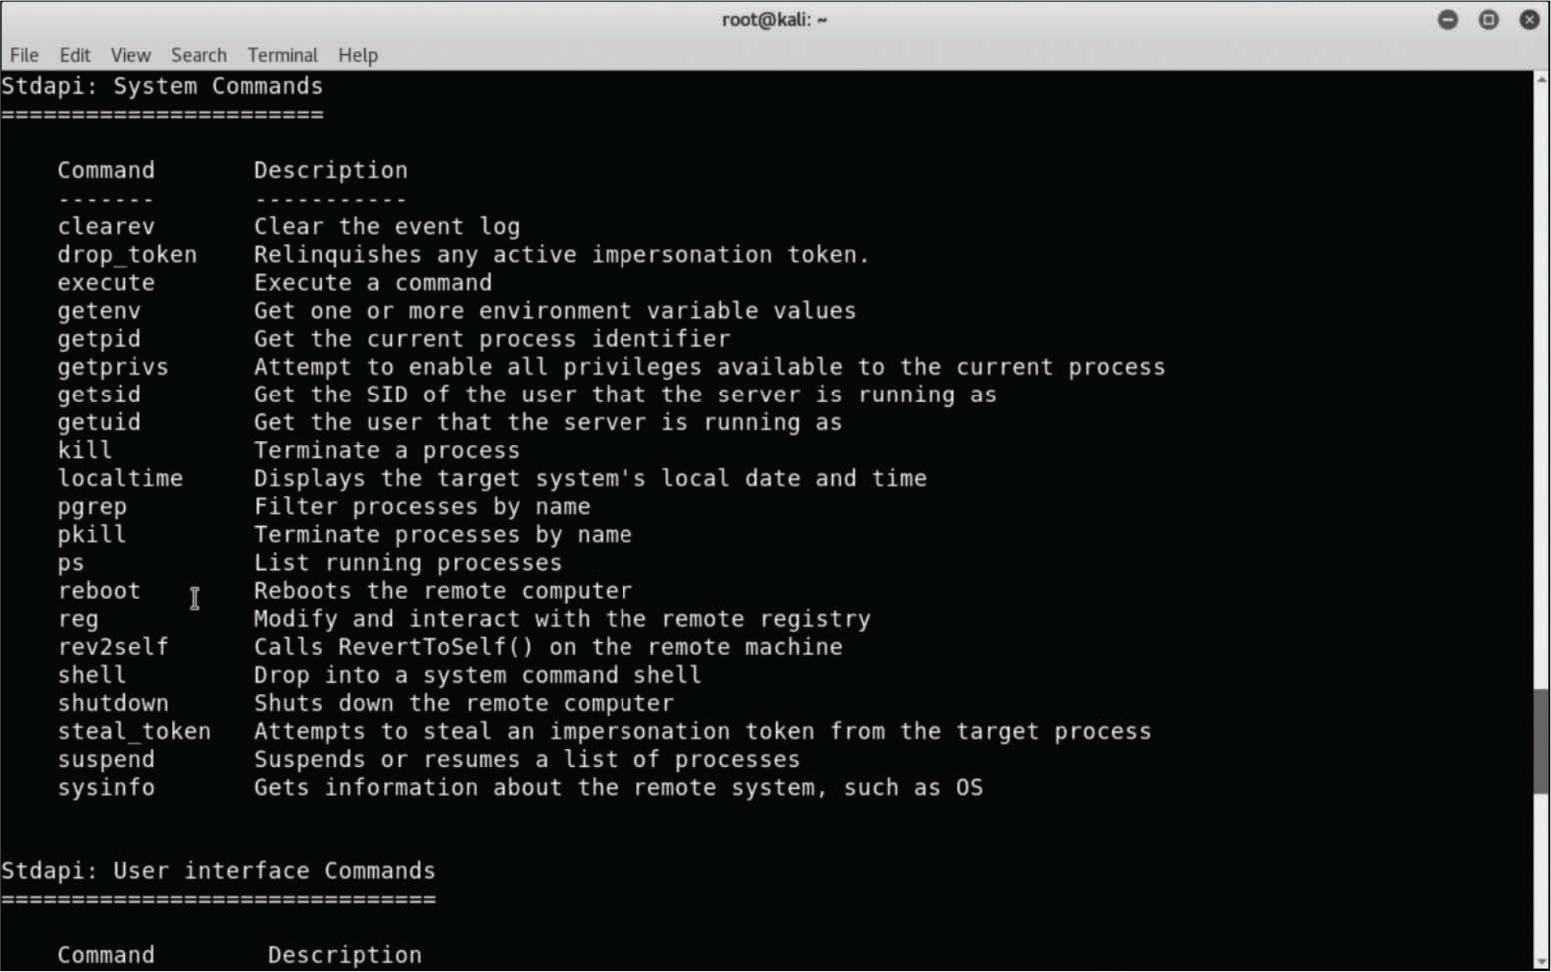 root@kali: ~
File Edit View Search Terminal Help
Stdapi: System Commands
=======================
Command Description
------- -----------
clearev Clear the event log
drop_token Relinquishes any active impersonation token.
execute Execute a command
getenv Get one or more environment variable values
getpid Get the current process identifier
getprivs Attempt to enable all privileges available to the current process
getsid Get the SID of the user that the server is running as
getuid Get the user that the server is running as
kill Terminate a process
localtime Displays the target system's local date and time
pgrep Filter processes by name
pkill Terminate processes by name
ps List running processes
reboot Reboots the remote computer
reg Modify and interact with the remote registry
rev2self Calls RevertToSelf() on the remote machine
shell Drop into a system command shell
shutdown Shuts down the remote computer
steal_token Attempts to steal an impersonation token from the target process
suspend Suspends or resumes a list of processes
sysinfo Gets information about the remote system, such as OS
Stdapi: User interface Commands
===============================
Command Description